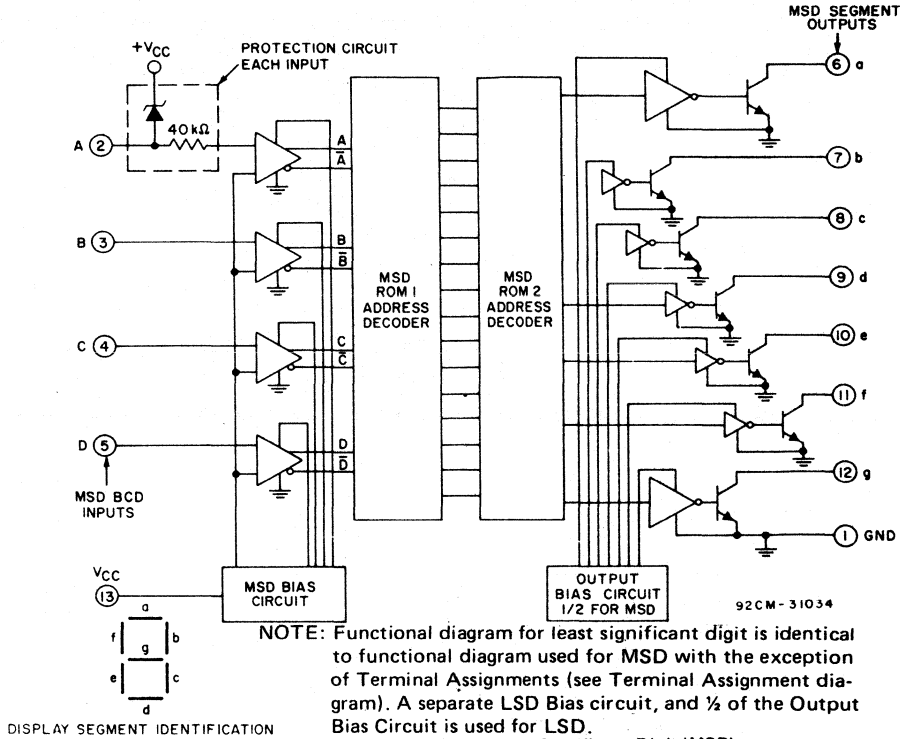 MSD SEGMENT
OUTPUTS
+VCC
PROTECTION CIRCUIT
EACH INPUT
6 a
40kΩ
A 2
A
A̅
7 b
8 c
B 3
B
B̅
MSD
ROM 1
ADDRESS
DECODER
MSD
ROM 2
ADDRESS
DECODER
9 d
10 e
C 4
C
C̅
11 f
D 5
D
D̅
12 g
MSD BCD
INPUTS
1 GND
VCC
13
MSD BIAS
CIRCUIT
OUTPUT
BIAS CIRCUIT
1/2 FOR MSD
92CM-31034
a
f
b
g
e
c
d
DISPLAY SEGMENT IDENTIFICATION
NOTE: Functional diagram for least significant digit is identical
to functional diagram used for MSD with the exception
of Terminal Assignments (see Terminal Assignment dia-
gram). A separate LSD Bias circuit, and ½ of the Output
Bias Circuit is used for LSD.